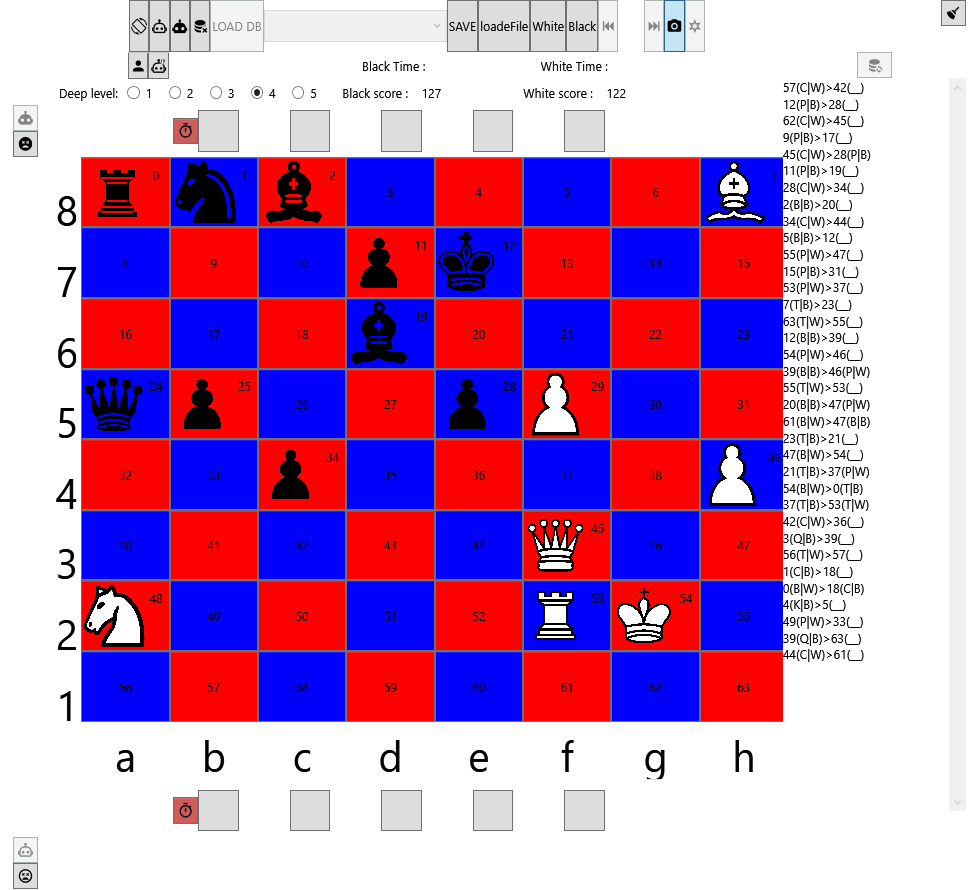 LOAD DB SAVE loadeFile White Black
Black Time : White Time :
Deep level: 1 2 3 4 5 Black score : 127 White score : 122
8 0 1 2 3 4 5 6 7
7 8 9 10 11 12 13 14 15
6 16 17 18 19 20 21 22 23
5 24 25 26 27 28 29 30 31
4 32 33 34 35 36 37 38 39
3 40 41 42 43 44 45 46 47
2 48 49 50 51 52 53 54 55
1 56 57 58 59 60 61 62 63
a b c d e f g h
57(C|W)>42(__)
12(P|B)>28(__)
62(C|W)>45(__)
9(P|B)>17(__)
45(C|W)>28(P|B)
11(P|B)>19(__)
28(C|W)>34(__)
2(B|B)>20(__)
34(C|W)>44(__)
5(B|B)>12(__)
55(P|W)>47(__)
15(P|B)>31(__)
53(P|W)>37(__)
7(T|B)>23(__)
63(T|W)>55(__)
12(B|B)>39(__)
54(P|W)>46(__)
39(B|B)>46(P|W)
55(T|W)>53(__)
20(B|B)>47(P|W)
61(B|W)>47(B|B)
23(T|B)>21(__)
47(B|W)>54(__)
21(T|B)>37(P|W)
54(B|W)>0(T|B)
37(T|B)>53(T|W)
42(C|W)>36(__)
3(Q|B)>39(__)
56(T|W)>57(__)
1(C|B)>18(__)
0(B|W)>18(C|B)
4(K|B)>5(__)
49(P|W)>33(__)
39(Q|B)>63(__)
44(C|W)>61(__)